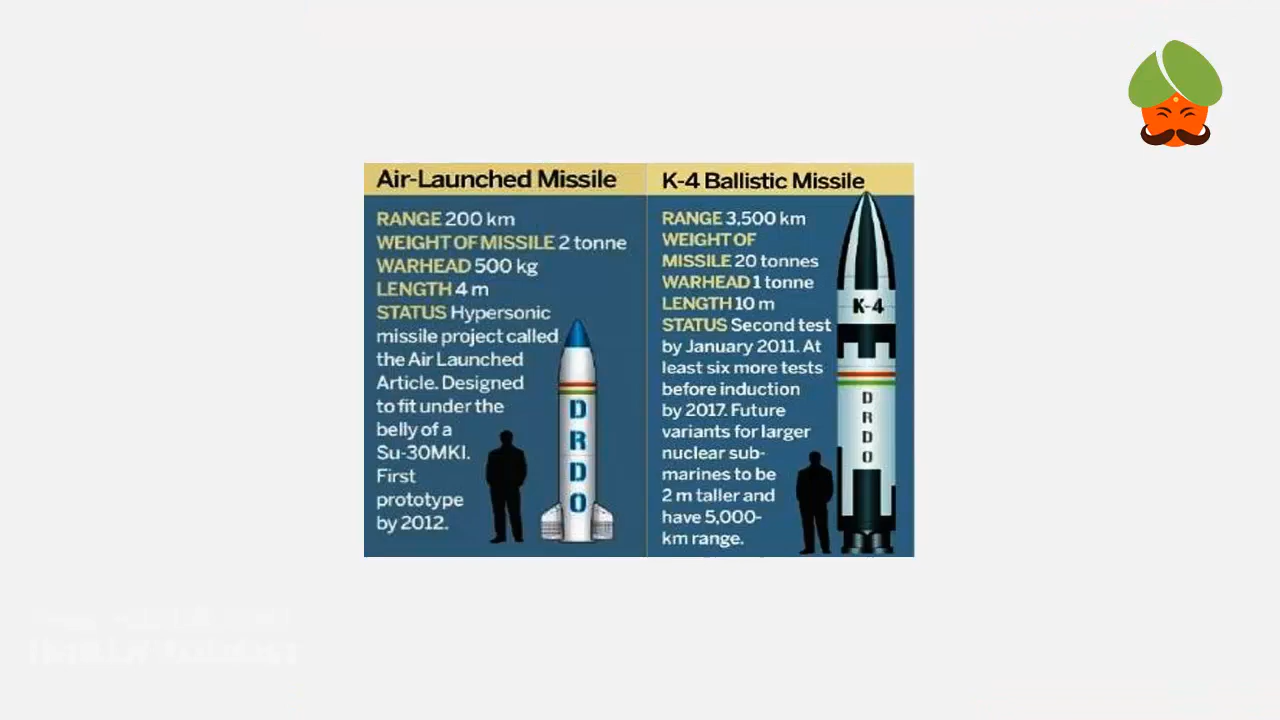 Air-Launched Missile
RANGE 200 km
WEIGHT OF MISSILE 2 tonne
WARHEAD 500 kg
LENGTH 4 m
STATUS Hypersonic
missile project called
the Air Launched
Article. Designed
to fit under the
belly of a
Su-30MKI.
First
prototype
by 2012.
DRDO
K-4 Ballistic Missile
RANGE 3,500 km
WEIGHT OF
MISSILE 20 tonnes
WARHEAD 1 tonne
LENGTH 10 m
STATUS Second test
by January 2011. At
least six more tests
before induction
by 2017. Future
variants for larger
nuclear sub-
marines to be
2 m taller and
have 5,000-
km range.
K-4
DRDO